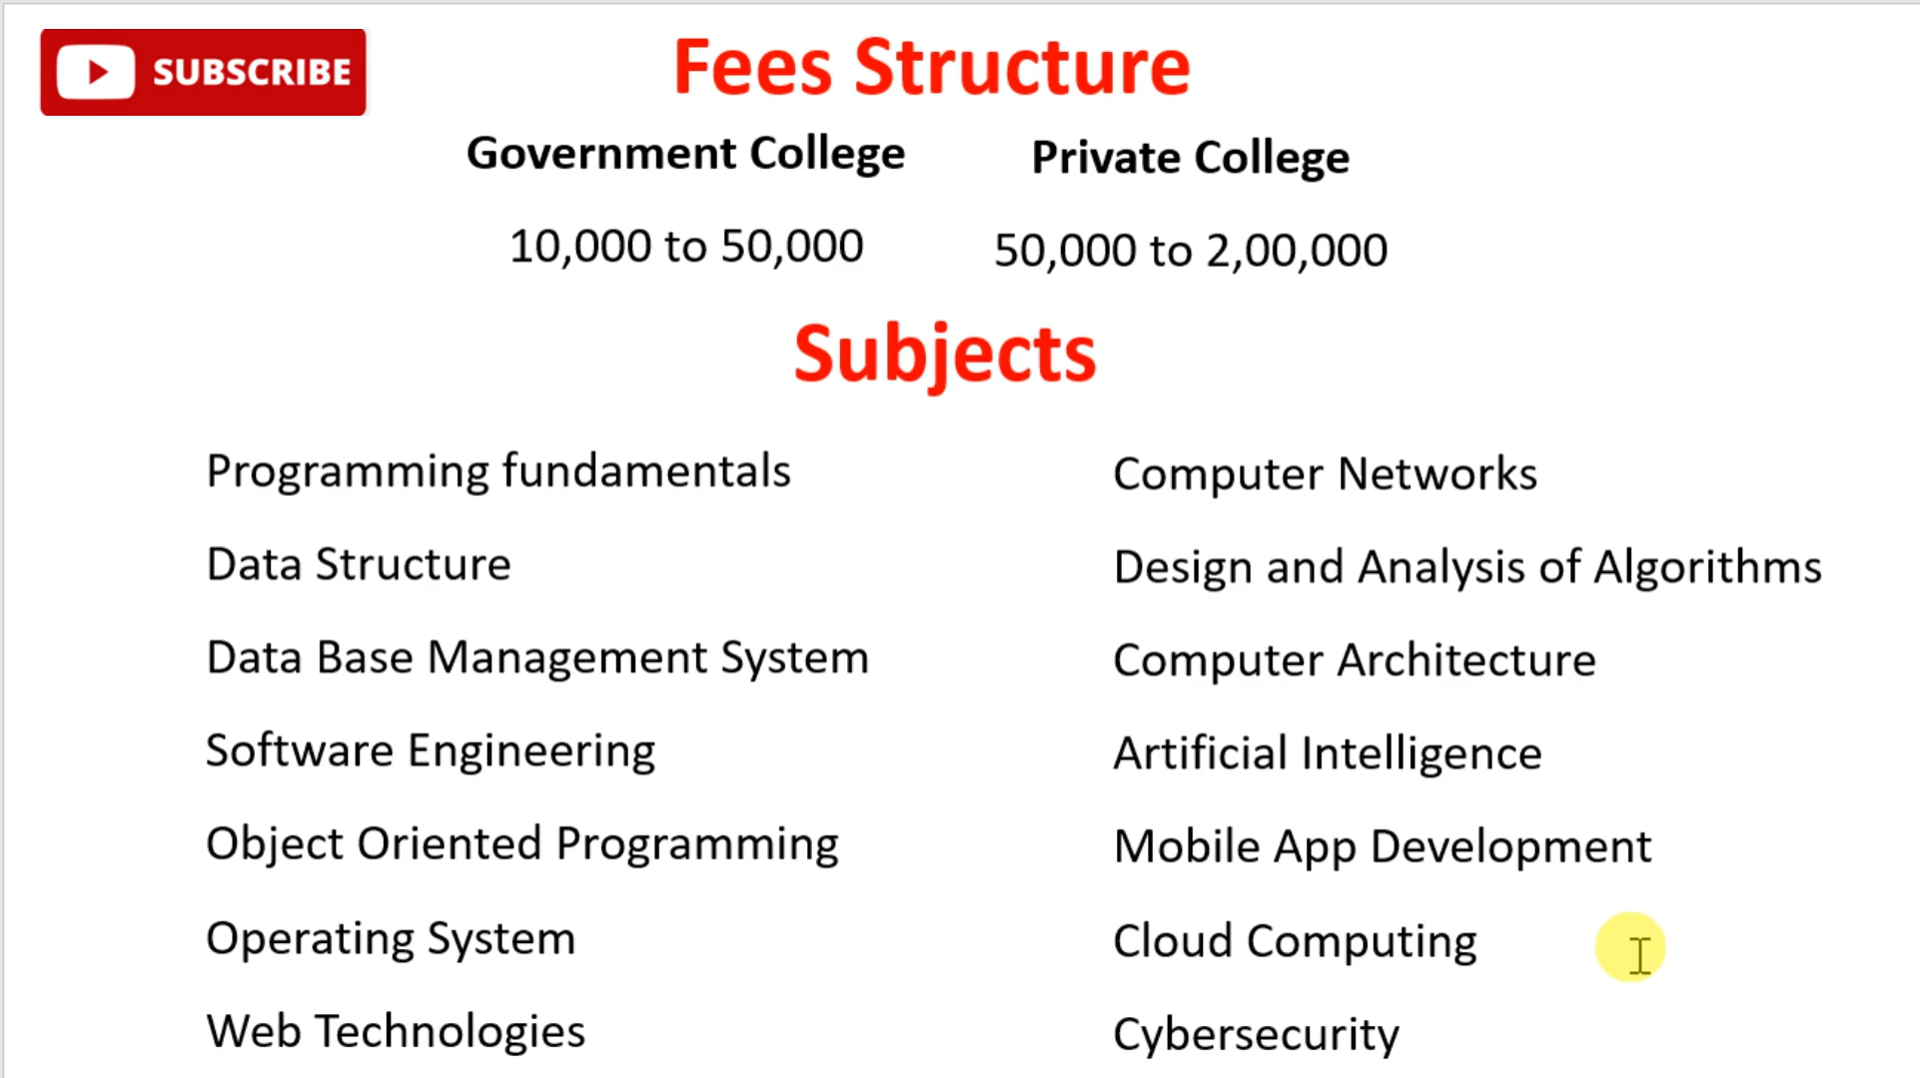 SUBSCRIBE
Fees Structure
Government College
Private College
10,000 to 50,000
50,000 to 2,00,000
Subjects
Programming fundamentals
Data Structure
Data Base Management System
Software Engineering
Object Oriented Programming
Operating System
Web Technologies
Computer Networks
Design and Analysis of Algorithms
Computer Architecture
Artificial Intelligence
Mobile App Development
Cloud Computing
Cybersecurity